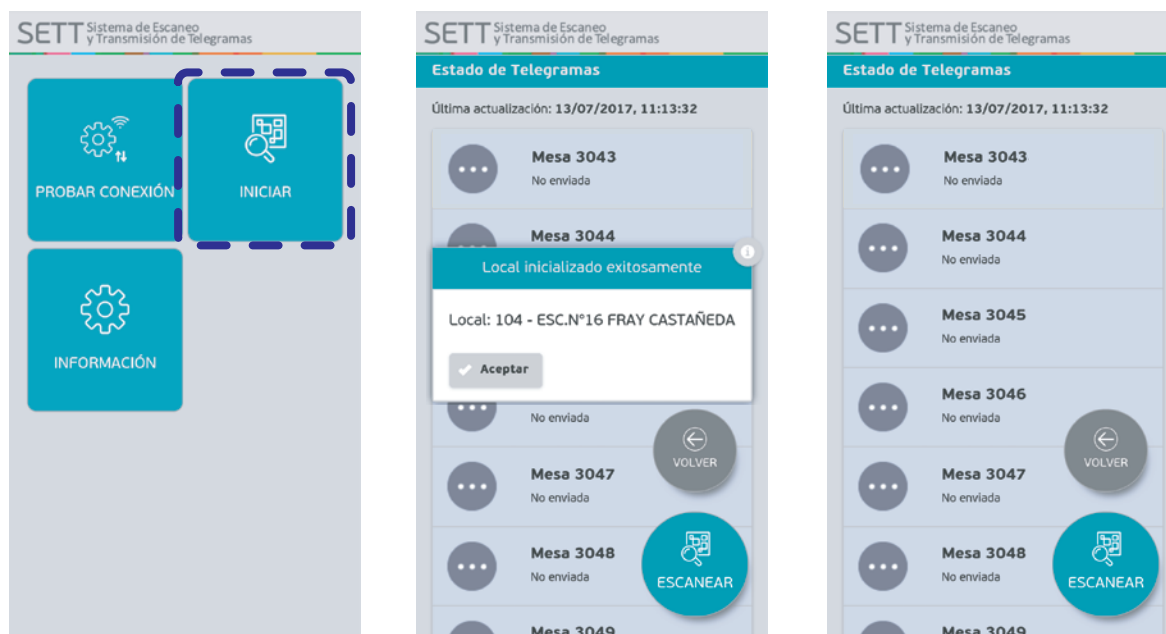 SETT Sistema de Escaneo
y Transmisión de Telegramas
PROBAR CONEXIÓN
INICIAR
INFORMACIÓN
SETT Sistema de Escaneo
y Transmisión de Telegramas
Estado de Telegramas
Última actualización: 13/07/2017, 11:13:32
Mesa 3043
No enviada
Mesa 3044
Local inicializado exitosamente
Local: 104 - ESC.N°16 FRAY CASTAÑEDA
Aceptar
No enviada
VOLVER
Mesa 3047
No enviada
Mesa 3048
No enviada
ESCANEAR
Mesa 3049
SETT Sistema de Escaneo
y Transmisión de Telegramas
Estado de Telegramas
Última actualización: 13/07/2017, 11:13:32
Mesa 3043
No enviada
Mesa 3044
No enviada
Mesa 3045
No enviada
Mesa 3046
No enviada
VOLVER
Mesa 3047
No enviada
Mesa 3048
No enviada
ESCANEAR
Mesa 3049